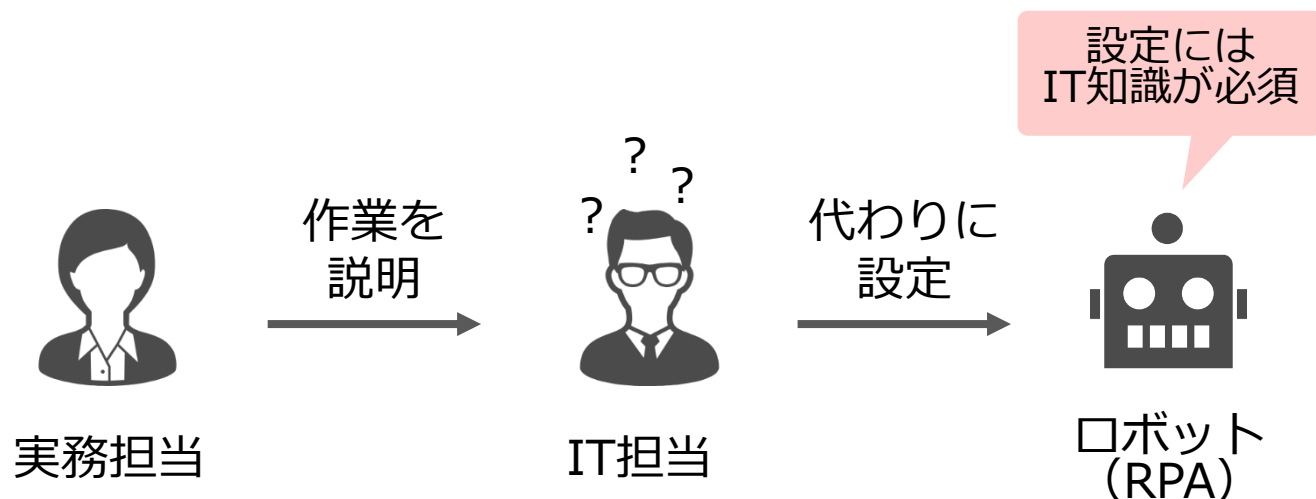 設定には
IT知識が必須
?
?
?
作業を
説明
代わりに
設定
実務担当
IT担当
ロボット
（RPA）